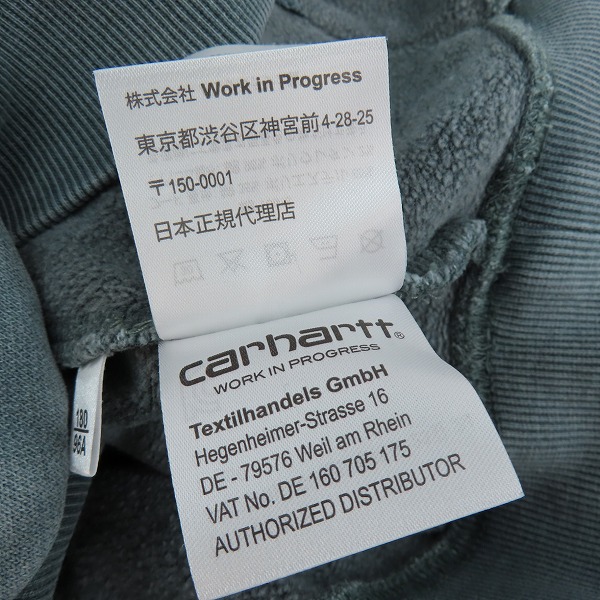 株式会社 Work in Progress
東京都渋谷区神宮前4-28-25
〒150-0001
日本正規代理店
carhartt®
WORK IN PROGRESS
Textilhandels GmbH
Hegenheimer-Strasse 16
DE - 79576 Weil am Rhein
VAT No. DE 160 705 175
AUTHORIZED DISTRIBUTOR
180
96A